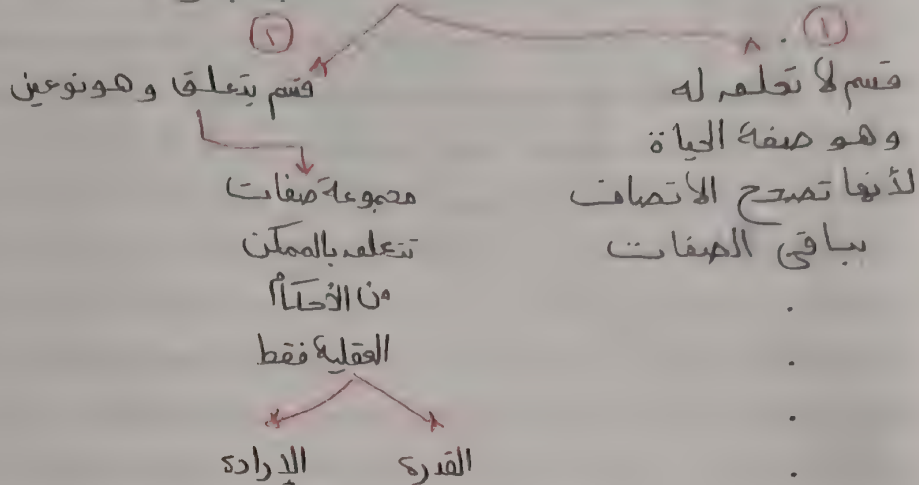 ١
قسم لا تعلق له
وهو صفة الحياة
لأنها تصحح الاتصاف
بباقي الصفات
١
قسم يتعلق وهو نوعين
مجموعة صفات
تتعلق بالممكن
من الأحكام
العقلية فقط
القدرة
الإرادة